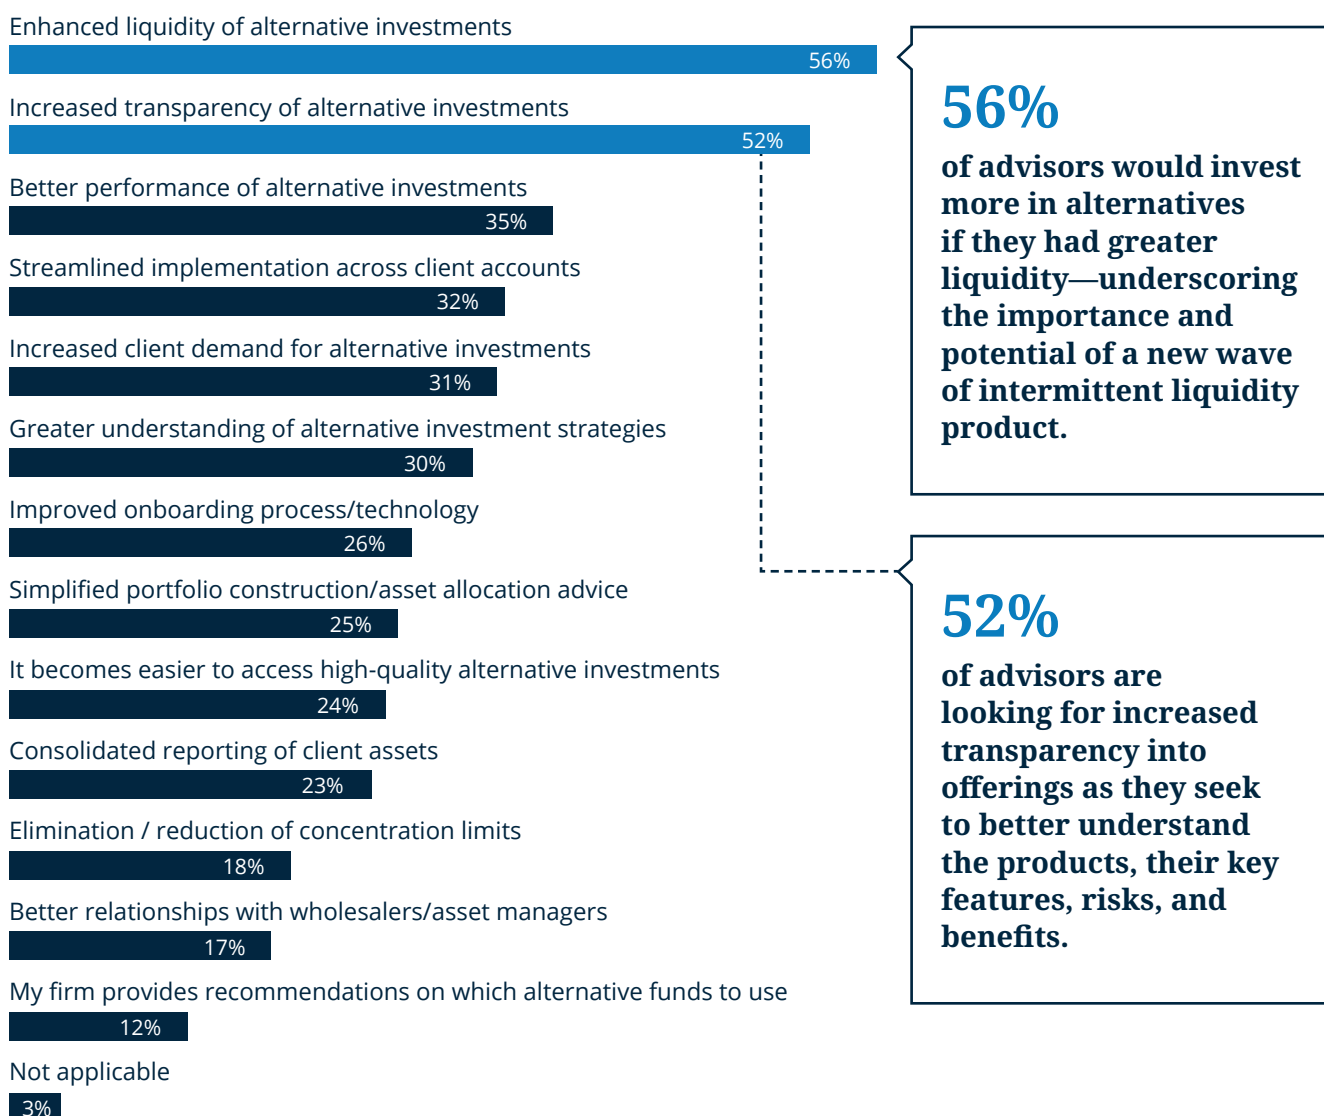 Enhanced liquidity of alternative investments
56%
Increased transparency of alternative investments
52%
Better performance of alternative investments
35%
Streamlined implementation across client accounts
32%
Increased client demand for alternative investments
31%
Greater understanding of alternative investment strategies
30%
Improved onboarding process/technology
26%
Simplified portfolio construction/asset allocation advice
25%
It becomes easier to access high-quality alternative investments
24%
Consolidated reporting of client assets
23%
Elimination / reduction of concentration limits
18%
Better relationships with wholesalers/asset managers
17%
My firm provides recommendations on which alternative funds to use
12%
Not applicable
3%
56%
of advisors would invest
more in alternatives
if they had greater
liquidity—underscoring
the importance and
potential of a new wave
of intermittent liquidity
product.
52%
of advisors are
looking for increased
transparency into
offerings as they seek
to better understand
the products, their key
features, risks, and
benefits.